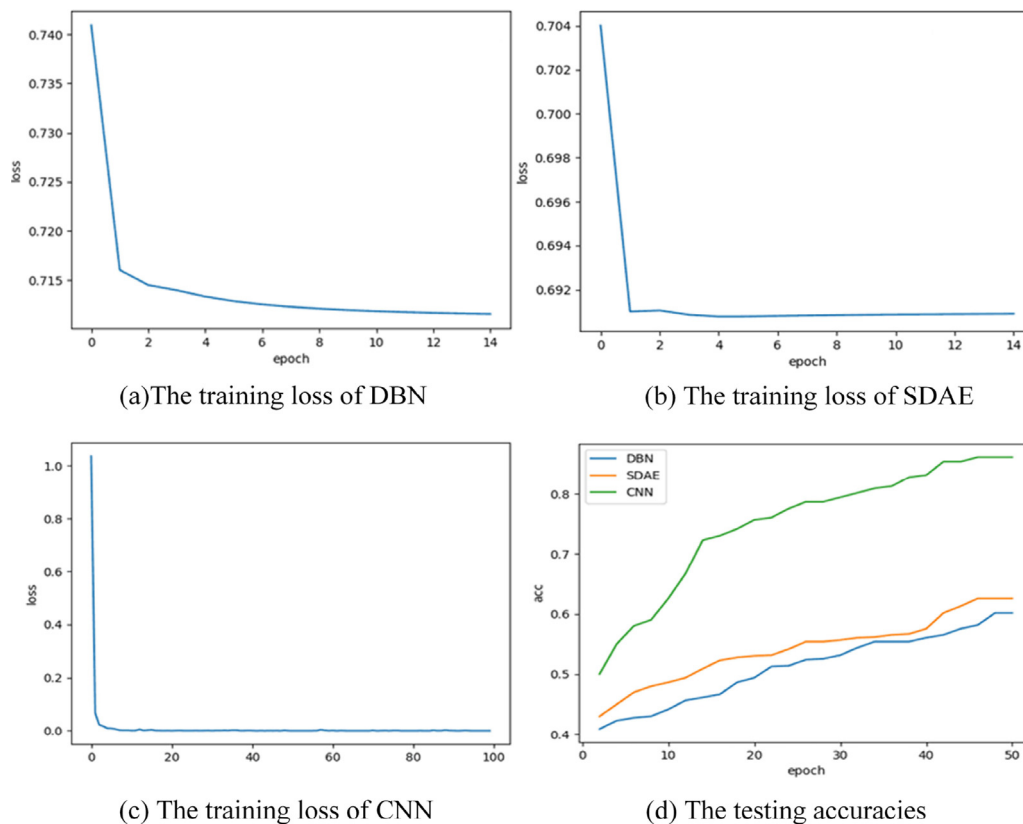 0.740
0.735
0.730
0.725
0.720
0.715
loss
0 2 4 6 8 10 12 14
epoch
(a)The training loss of DBN
0.704
0.702
0.700
0.698
0.696
0.694
0.692
loss
0 2 4 6 8 10 12 14
epoch
(b) The training loss of SDAE
1.0
0.8
0.6
0.4
0.2
0.0
loss
0 20 40 60 80 100
(c) The training loss of CNN
DBN
SDAE
CNN
0.8
0.7
0.6
0.5
0.4
acc
0 10 20 30 40 50
epoch
(d) The testing accuracies